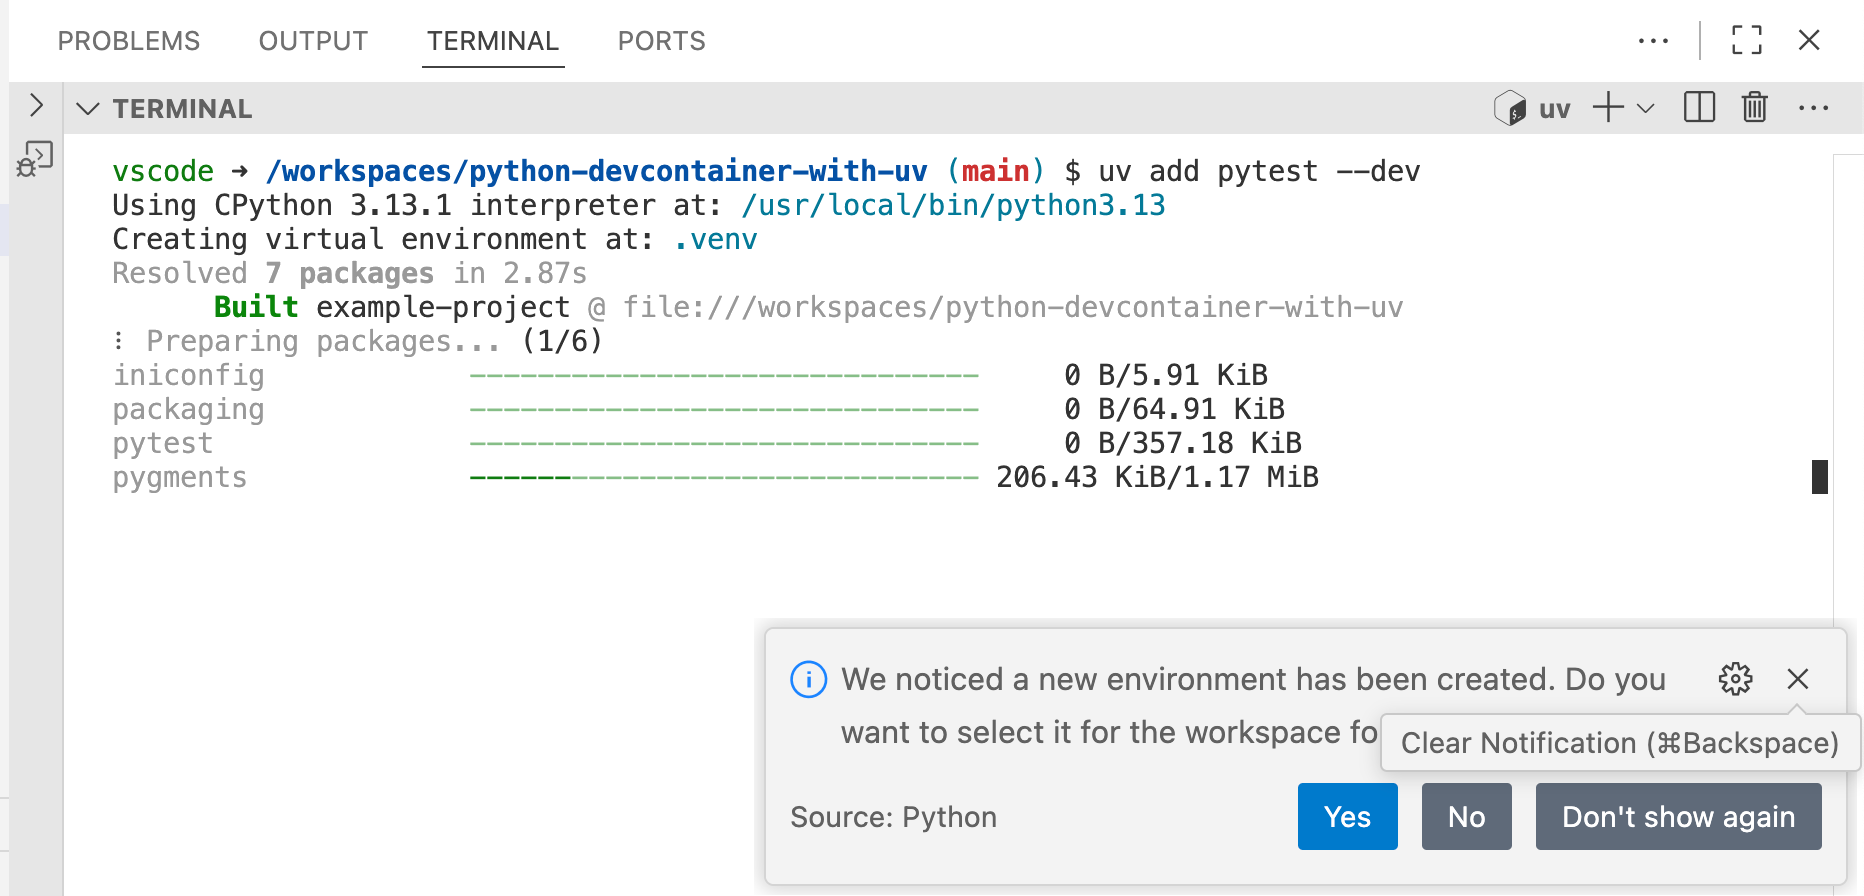 PROBLEMS OUTPUT TERMINAL PORTS
TERMINAL
uv
vscode ➜ /workspaces/python-devcontainer-with-uv (main) $ uv add pytest --dev
Using CPython 3.13.1 interpreter at: /usr/local/bin/python3.13
Creating virtual environment at: .venv
Resolved 7 packages in 2.87s
Built example-project @ file:///workspaces/python-devcontainer-with-uv
⠇ Preparing packages... (1/6)
iniconfig ------------------------------ 0 B/5.91 KiB
packaging ------------------------------ 0 B/64.91 KiB
pytest ------------------------------ 0 B/357.18 KiB
pygments ------------------------------ 206.43 KiB/1.17 MiB
We noticed a new environment has been created. Do you
want to select it for the workspace fo
Clear Notification (⌘Backspace)
Source: Python
Yes
No
Don't show again